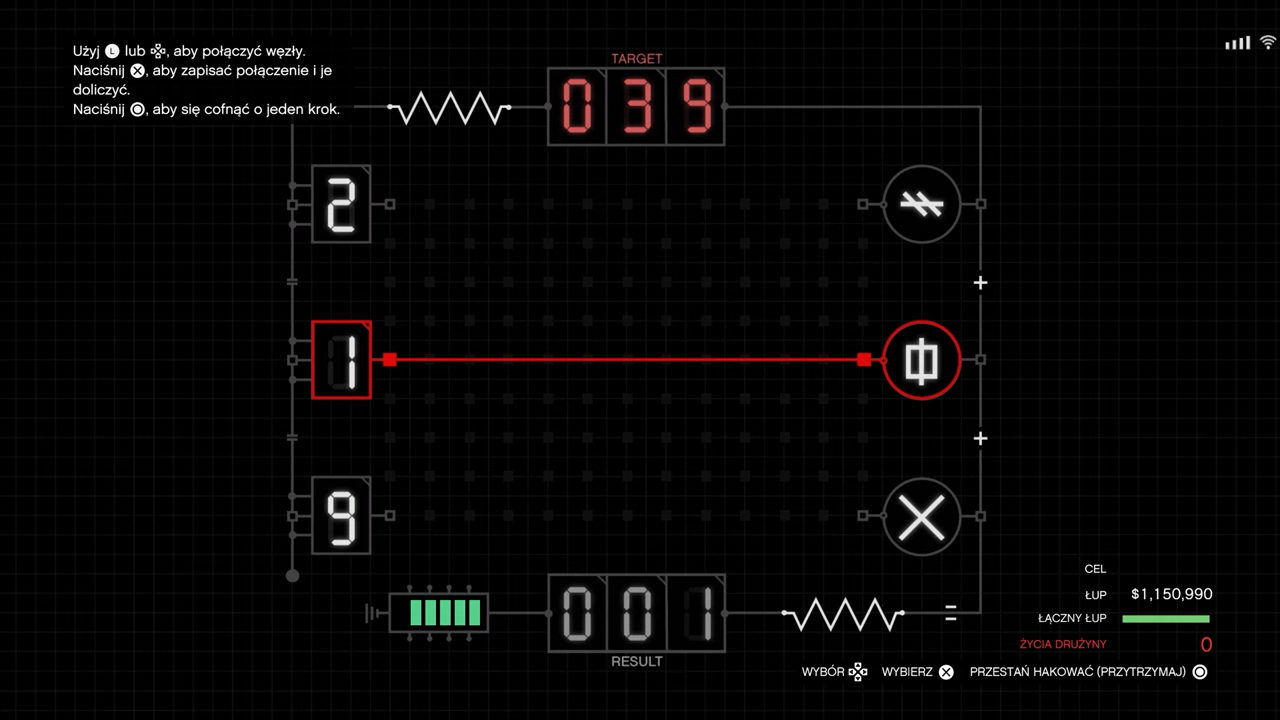 Użyj L lub , aby połączyć węzły.
Naciśnij X, aby zapisać połączenie i je
doliczyć.
Naciśnij O, aby się cofnąć o jeden krok.
TARGET
039
2
1
9
+
+
=
001
RESULT
CEL
ŁUP $1,150,990
ŁĄCZNY ŁUP
ŻYCIA DRUŻYNY 0
WYBÓR WYBIERZ X PRZESTAŃ HAKOWAĆ (PRZYTRZYMAJ) O